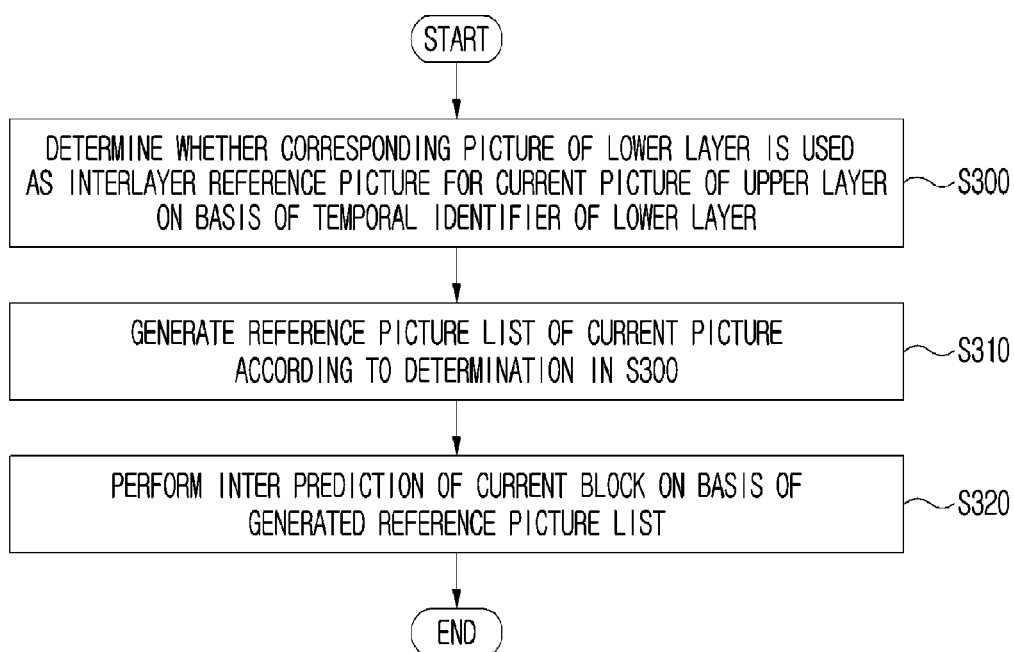 START
DETERMINE WHETHER CORRESPONDING PICTURE OF LOWER LAYER IS USED
AS INTERLAYER REFERENCE PICTURE FOR CURRENT PICTURE OF UPPER LAYER
ON BASIS OF TEMPORAL IDENTIFIER OF LOWER LAYER
S300
GENERATE REFERENCE PICTURE LIST OF CURRENT PICTURE
ACCORDING TO DETERMINATION IN S300
S310
PERFORM INTER PREDICTION OF CURRENT BLOCK ON BASIS OF
GENERATED REFERENCE PICTURE LIST
S320
END